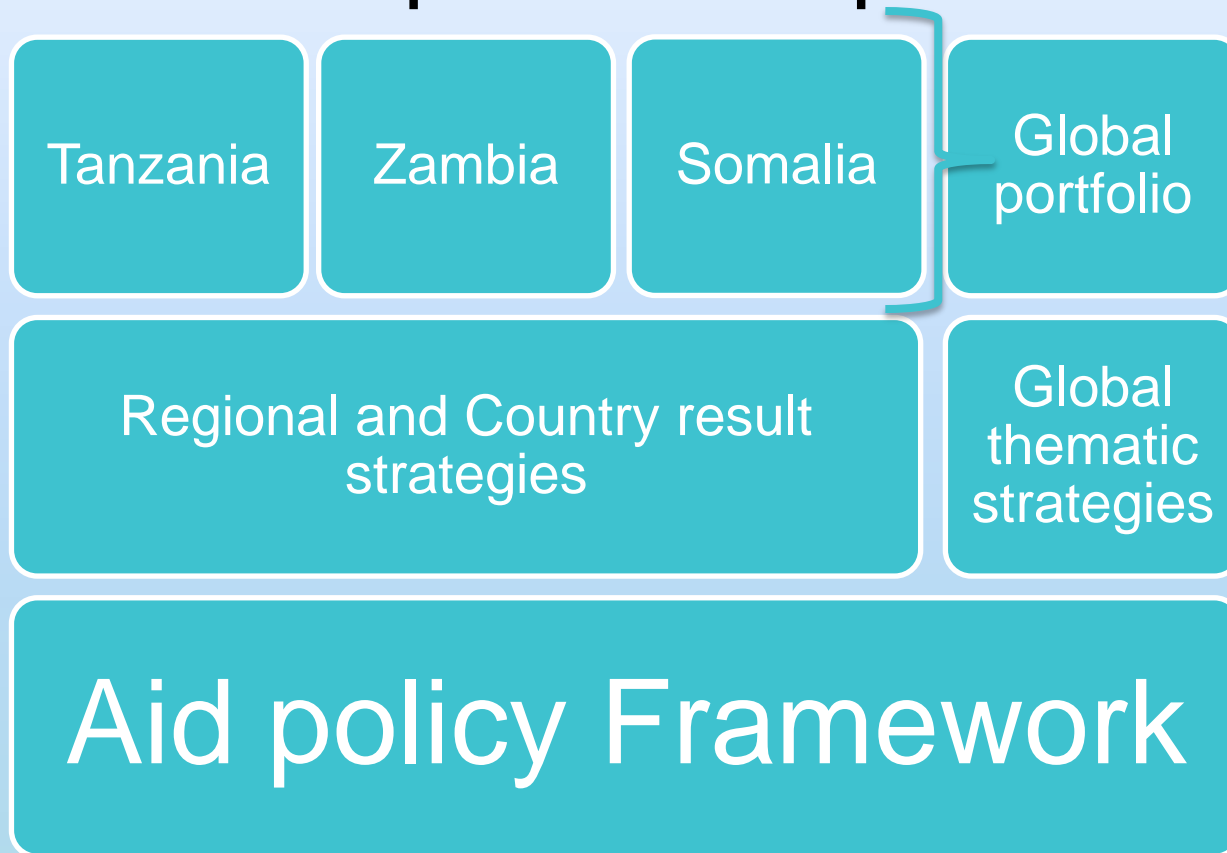 Tanzania
Zambia
Somalia
Global
portfolio
Regional and Country result
strategies
Global
thematic
strategies
Aid policy Framework